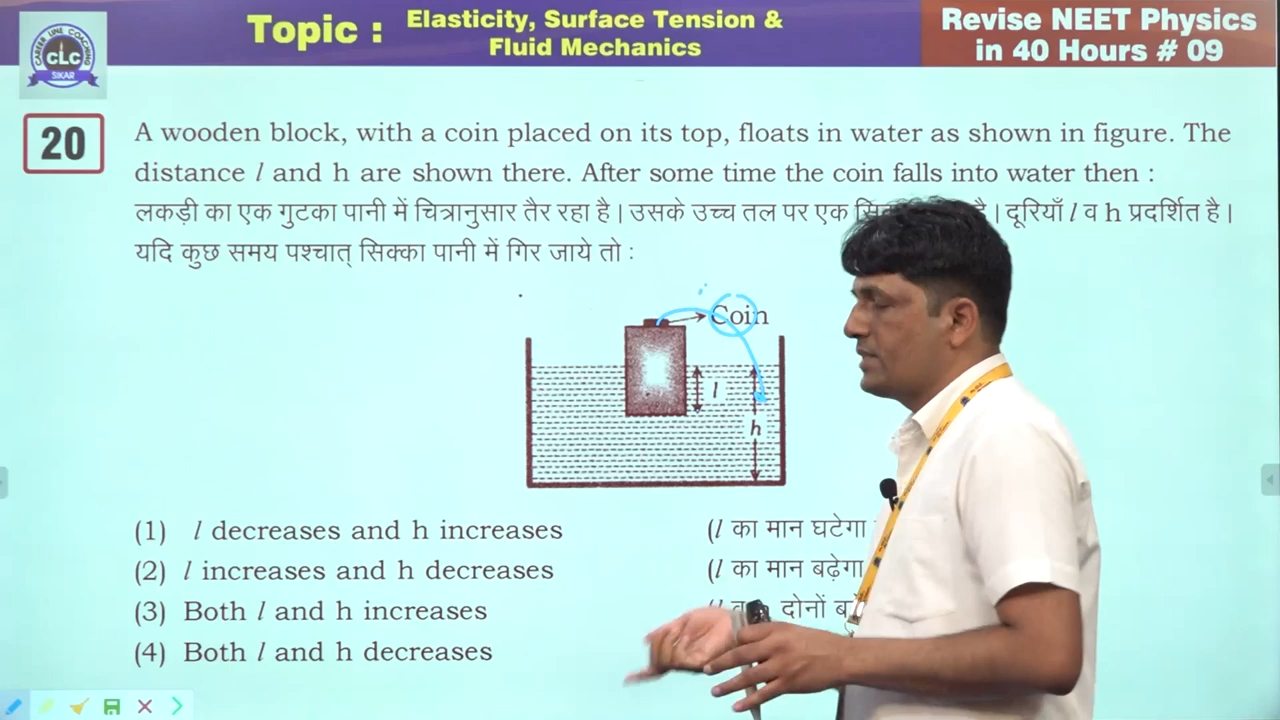 CAREER LINE COACHING
CLC
SIKAR
Topic :
Elasticity, Surface Tension &
Fluid Mechanics
Revise NEET Physics
in 40 Hours # 09
20
A wooden block, with a coin placed on its top, floats in water as shown in figure. The
distance l and h are shown there. After some time the coin falls into water then :
लकड़ी का एक गुटका पानी में चित्रानुसार तैर रहा है। उसके उच्च तल पर एक है। दूरियाँ l व h प्रदर्शित है।
यदि कुछ समय पश्चात् सिक्का पानी में गिर जाये तो :
Coin
l
h
(1) l decreases and h increases
(l का मान घटेगा
(2) l increases and h decreases
(l का मान बढ़ेगा
(3) Both l and h increases
दोनों
(4) Both l and h decreases